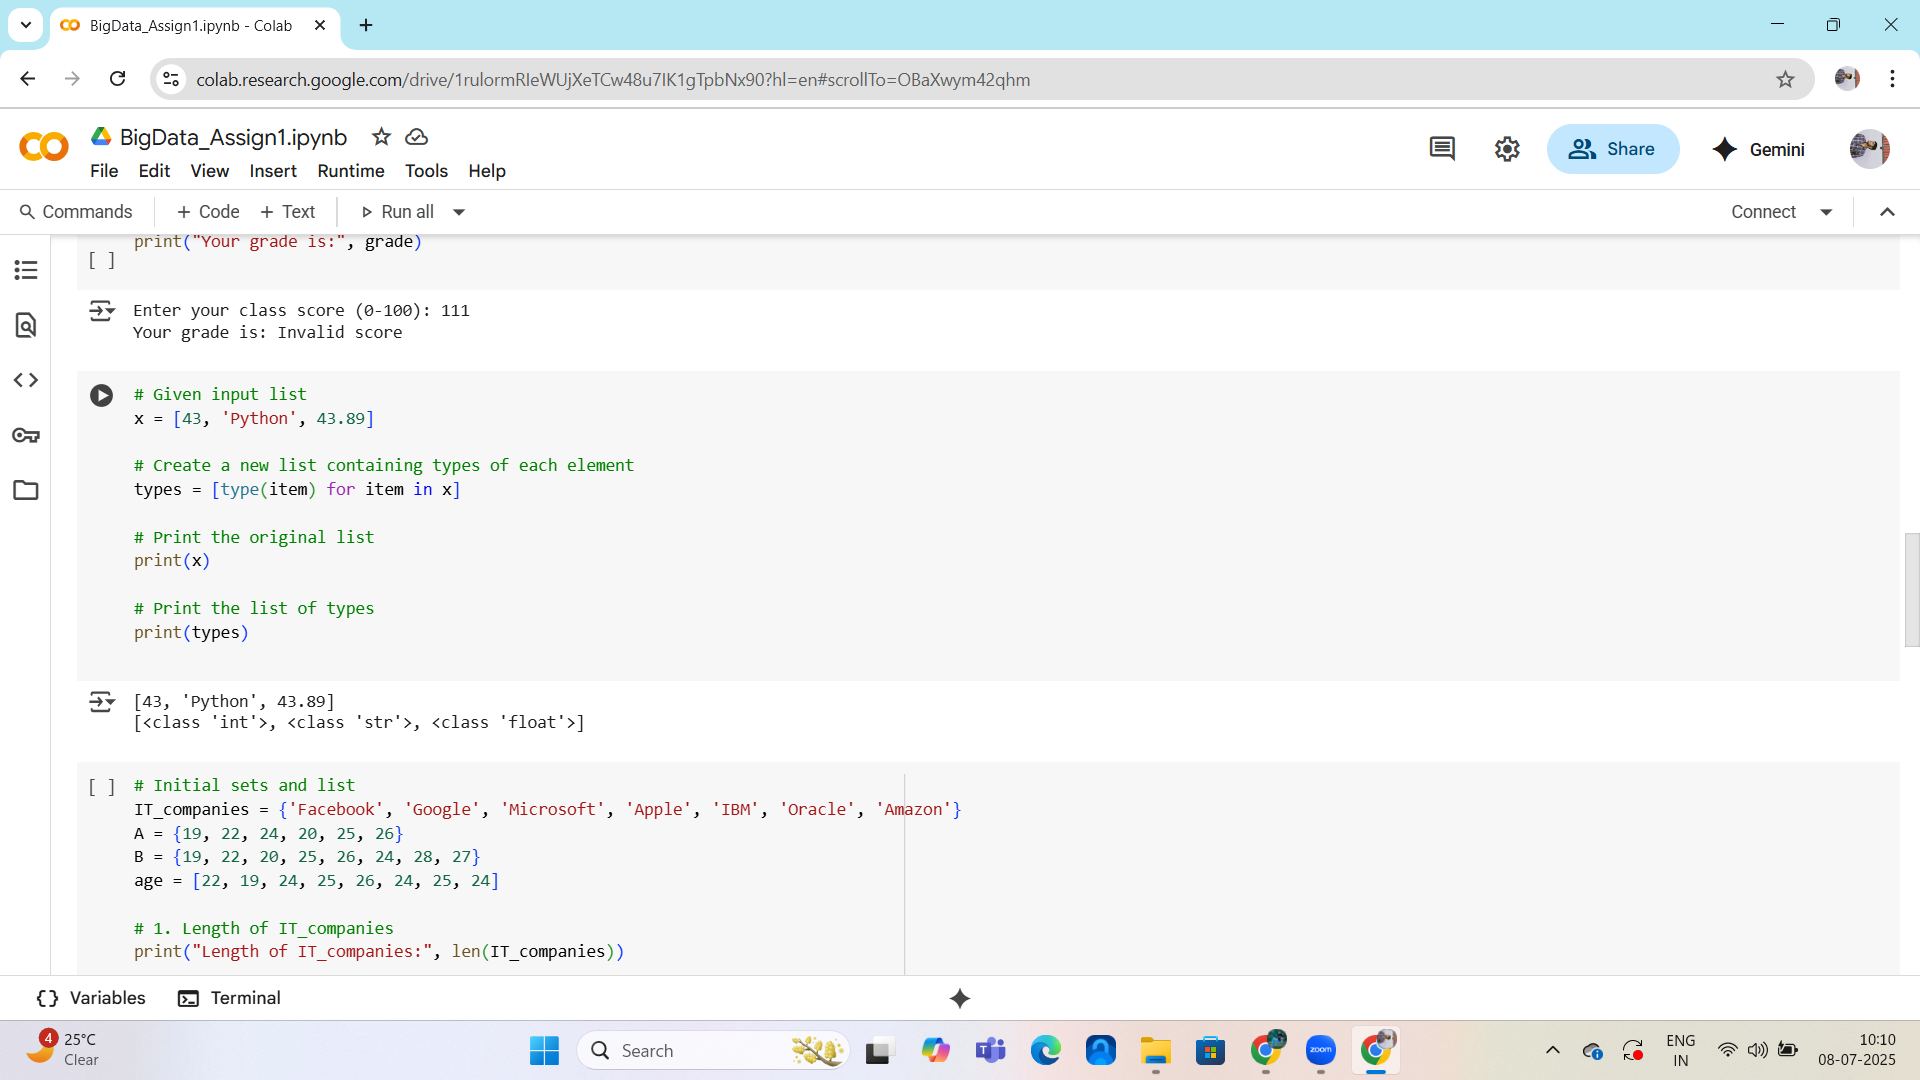 BigData_Assign1.ipynb - Colab
colab.research.google.com/drive/1rulormRIeWUjXeTCw48u7IK1gTpbNx90?hl=en#scrollTo=OBaXwym42qhm
BigData_Assign1.ipynb
File Edit View Insert Runtime Tools Help
Share
Gemini
Commands + Code + Text Run all
Connect
print("Your grade is:", grade)
[ ]
Enter your class score (0-100): 111
Your grade is: Invalid score
# Given input list
x = [43, 'Python', 43.89]
# Create a new list containing types of each element
types = [type(item) for item in x]
# Print the original list
print(x)
# Print the list of types
print(types)
[43, 'Python', 43.89]
[<class 'int'>, <class 'str'>, <class 'float'>]
[ ] # Initial sets and list
IT_companies = {'Facebook', 'Google', 'Microsoft', 'Apple', 'IBM', 'Oracle', 'Amazon'}
A = {19, 22, 24, 20, 25, 26}
B = {19, 22, 20, 25, 26, 24, 28, 27}
age = [22, 19, 24, 25, 26, 24, 25, 24]
# 1. Length of IT_companies
print("Length of IT_companies:", len(IT_companies))
{} Variables Terminal
4 25°C
Clear
Search
zoom
ENG
IN
10:10
08-07-2025